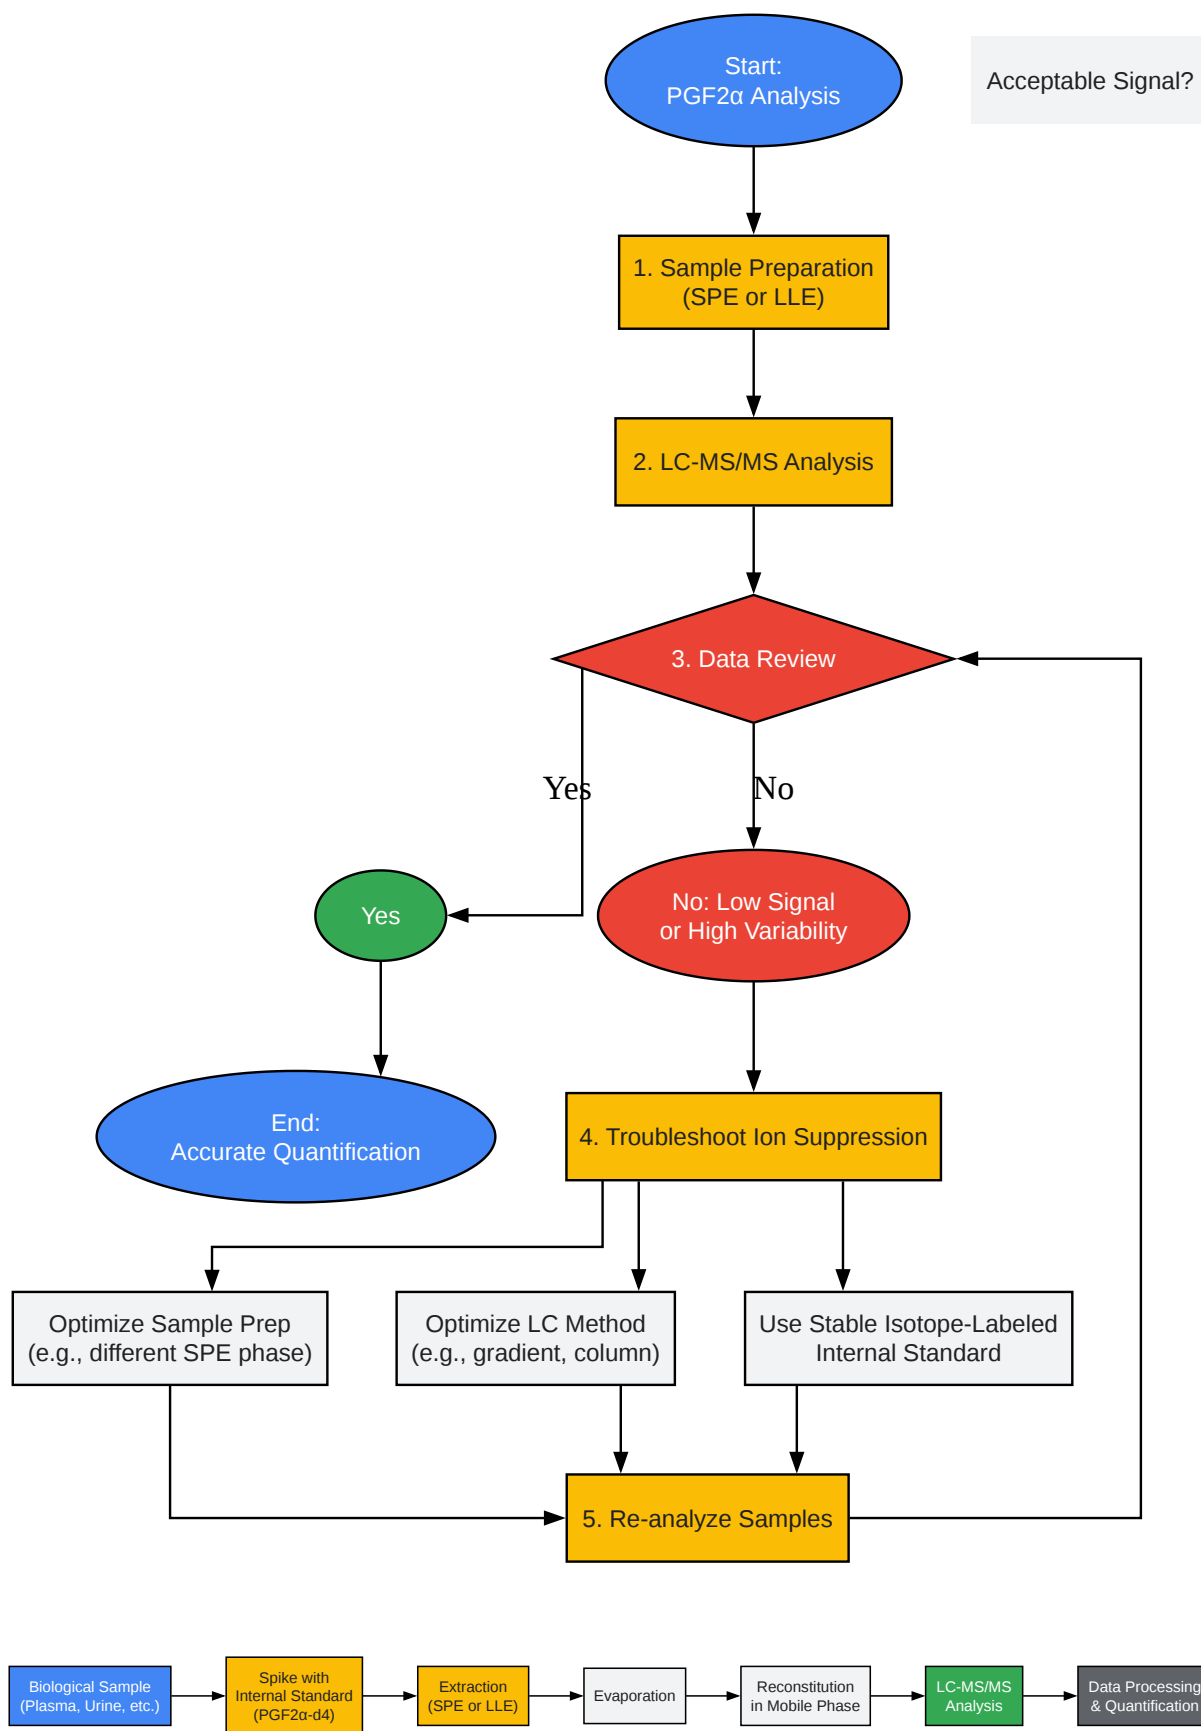 Start:
PGF2α Analysis
Acceptable Signal?
1. Sample Preparation
(SPE or LLE)
2. LC-MS/MS Analysis
3. Data Review
Yes
No
Yes
No: Low Signal
or High Variability
End:
Accurate Quantification
4. Troubleshoot Ion Suppression
Optimize Sample Prep
(e.g., different SPE phase)
Optimize LC Method
(e.g., gradient, column)
Use Stable Isotope-Labeled
Internal Standard
5. Re-analyze Samples
Biological Sample
(Plasma, Urine, etc.)
Spike with
Internal Standard
(PGF2α-d4)
Extraction
(SPE or LLE)
Evaporation
Reconstitution
in Mobile Phase
LC-MS/MS
Analysis
Data Processing
& Quantification